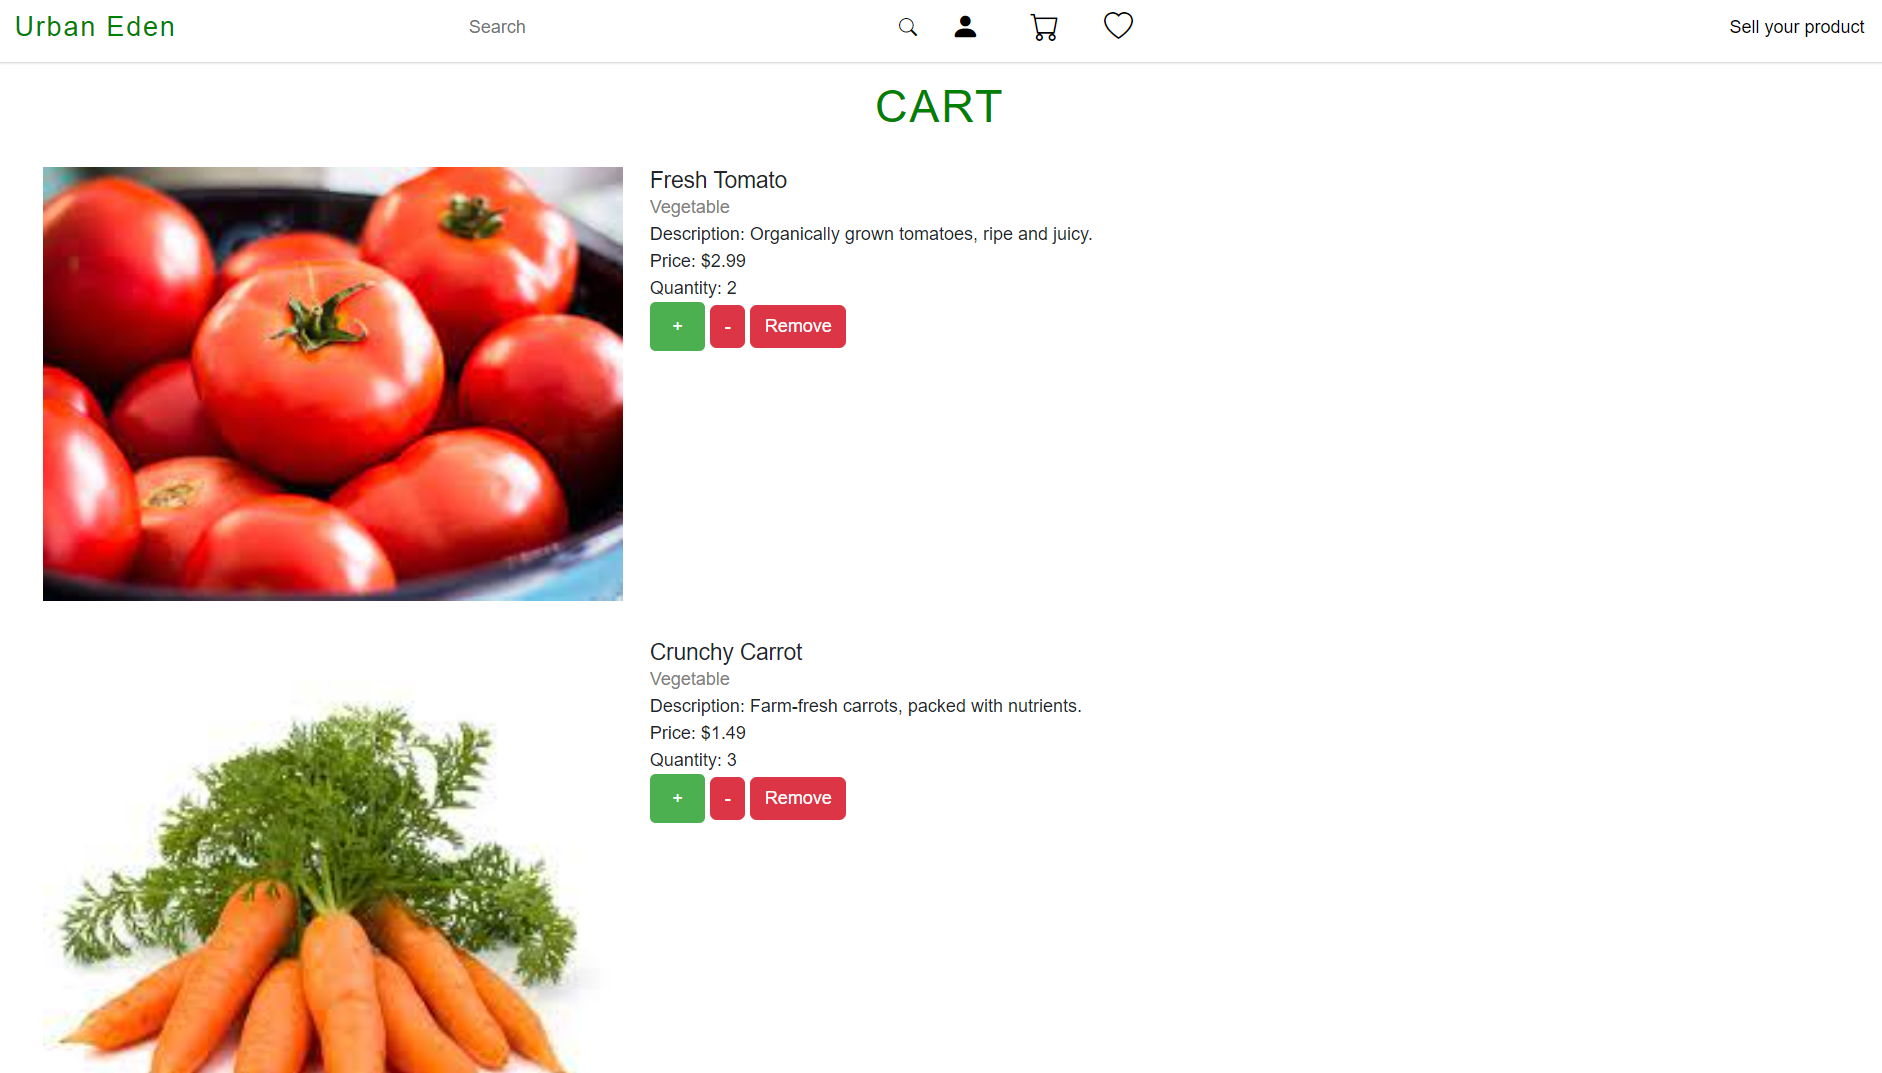 Urban Eden
Search
Sell your product
CART
Fresh Tomato
Vegetable
Description: Organically grown tomatoes, ripe and juicy.
Price: $2.99
Quantity: 2
+ - Remove
Crunchy Carrot
Vegetable
Description: Farm-fresh carrots, packed with nutrients.
Price: $1.49
Quantity: 3
+ - Remove